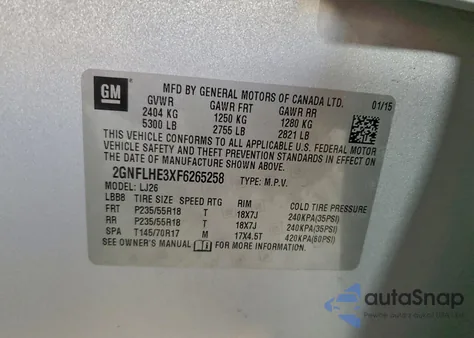 GM
MFD BY GENERAL MOTORS OF CANADA LTD.
01/15
GVWR GAWR FRT GAWR RR
2404 KG 1250 KG 1280 KG
5300 LB 2755 LB 2821 LB
THIS VEHICLE CONFORMS TO ALL APPLICABLE U.S. FEDERAL MOTOR
VEHICLE SAFETY, BUMPER, AND THEFT PREVENTION STANDARDS IN
EFFECT ON THE DATE OF MANUFACTURE SHOWN ABOVE.
2GNFLHE3XF6265258 TYPE: M.P.V.
MODEL: LJ26
LBB8 TIRE SIZE SPEED RTG RIM COLD TIRE PRESSURE
FRT P235/55R18 T 18X7J 240KPA(35PSI)
RR P235/55R18 T 18X7J 240KPA(35PSI)
SPA T145/70R17 M 17X4.5T 420KPA(60PSI)
SEE OWNER'S MANUAL FOR MORE INFORMATION.
autoSnap